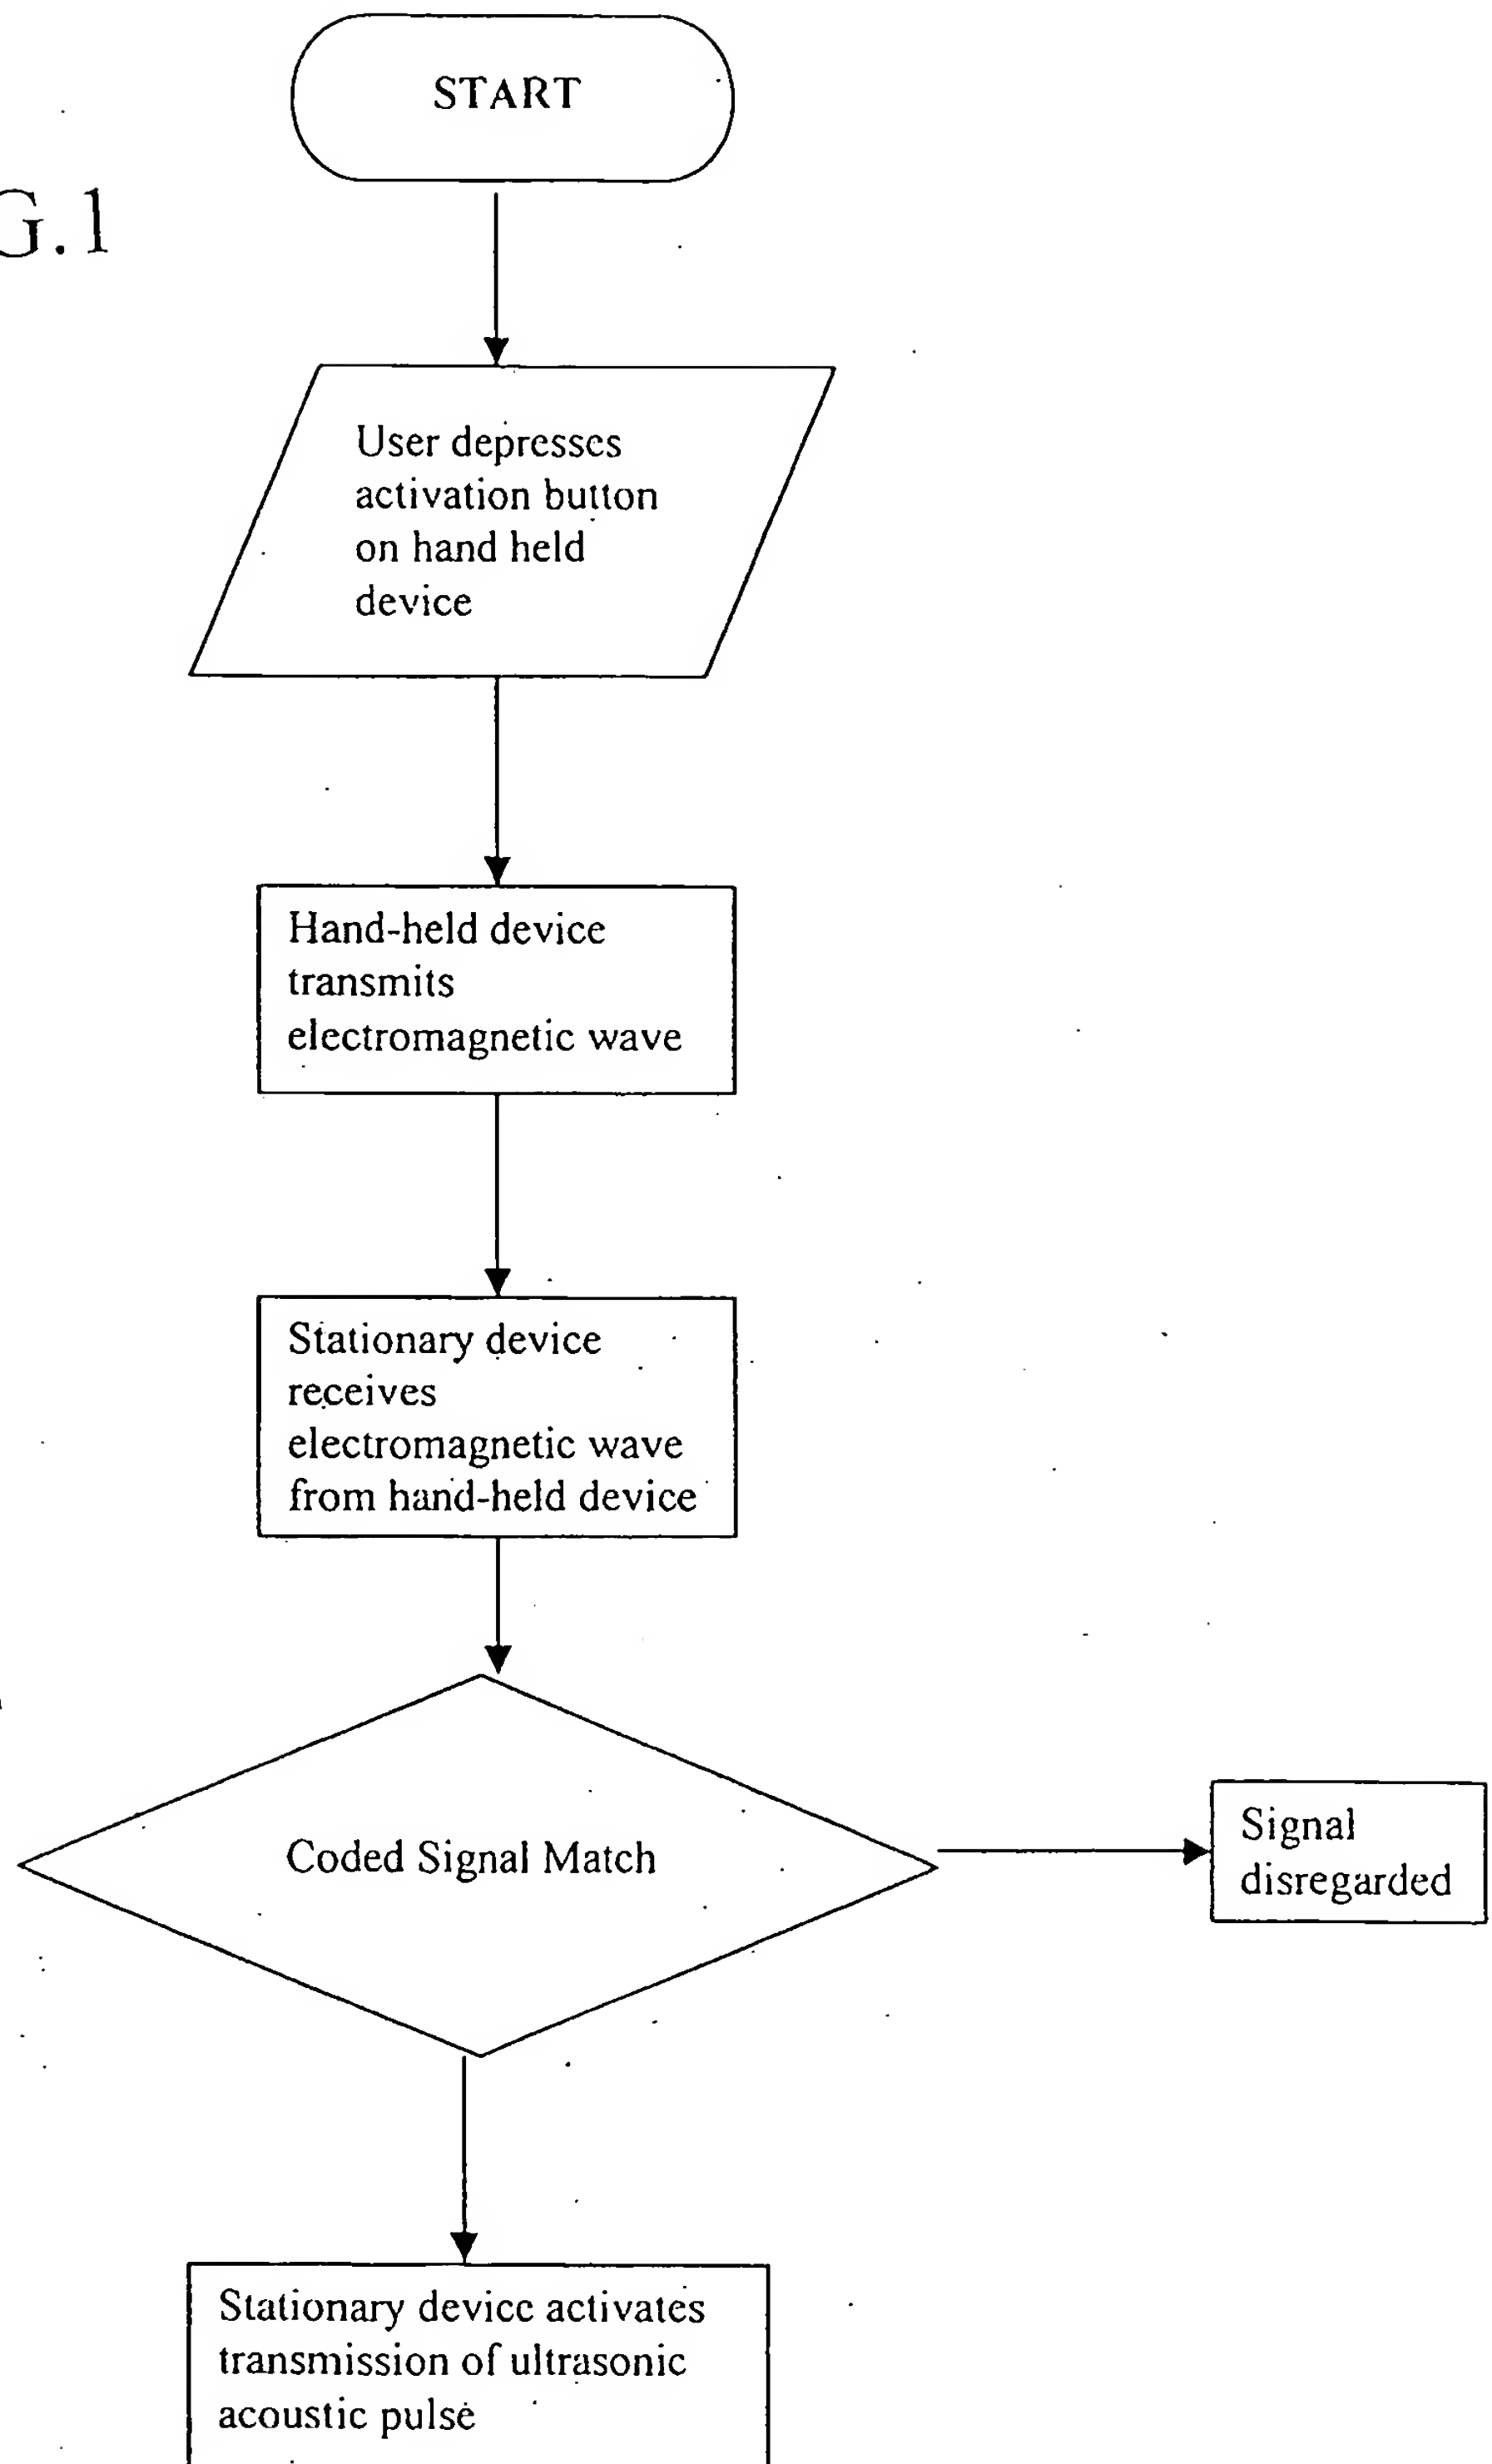 START
G.1
User depresses
activation button
on hand held
device
Hand-held device
transmits
electromagnetic wave
Stationary device
receives
electromagnetic wave
from hand-held device
Coded Signal Match
Signal
disregarded
Stationary device activates
transmission of ultrasonic
acoustic pulse